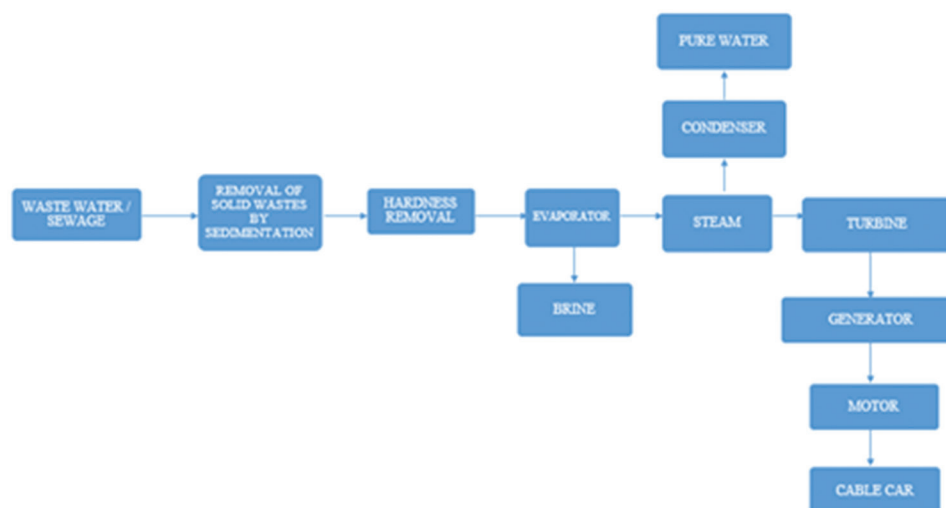 PURE WATER
CONDENSER
WASTE WATER /
SEWAGE
REMOVAL OF
SOLID WASTES
BY
SEDIMENTATION
HARDNESS
REMOVAL
EVAPORATOR
STEAM
TURBINE
BRINE
GENERATOR
MOTOR
CABLE CAR